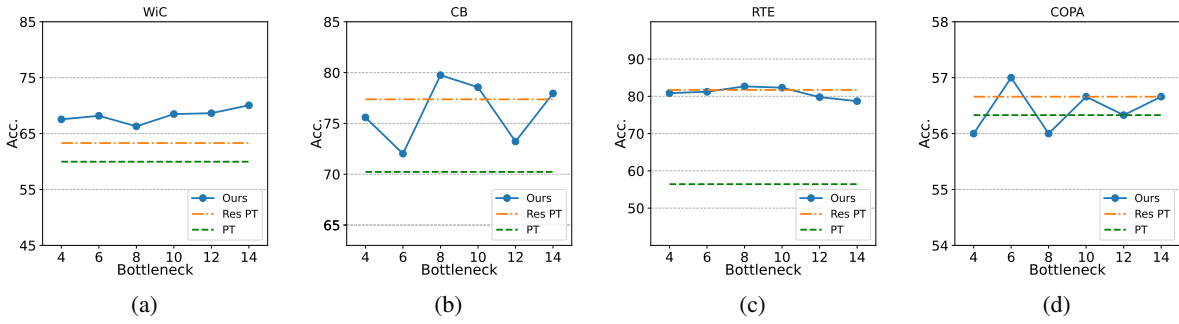 WiC
85
75
65
55
45
Acc.
4 6 8 10 12 14
Bottleneck
Ours
Res PT
PT
(a)
CB
85
80
75
70
65
Acc.
4 6 8 10 12 14
Bottleneck
Ours
Res PT
PT
(b)
RTE
90
80
70
60
50
Acc.
4 6 8 10 12 14
Bottleneck
Ours
Res PT
PT
(c)
COPA
58
57
56
55
54
Acc.
4 6 8 10 12 14
Bottleneck
Ours
Res PT
PT
(d)